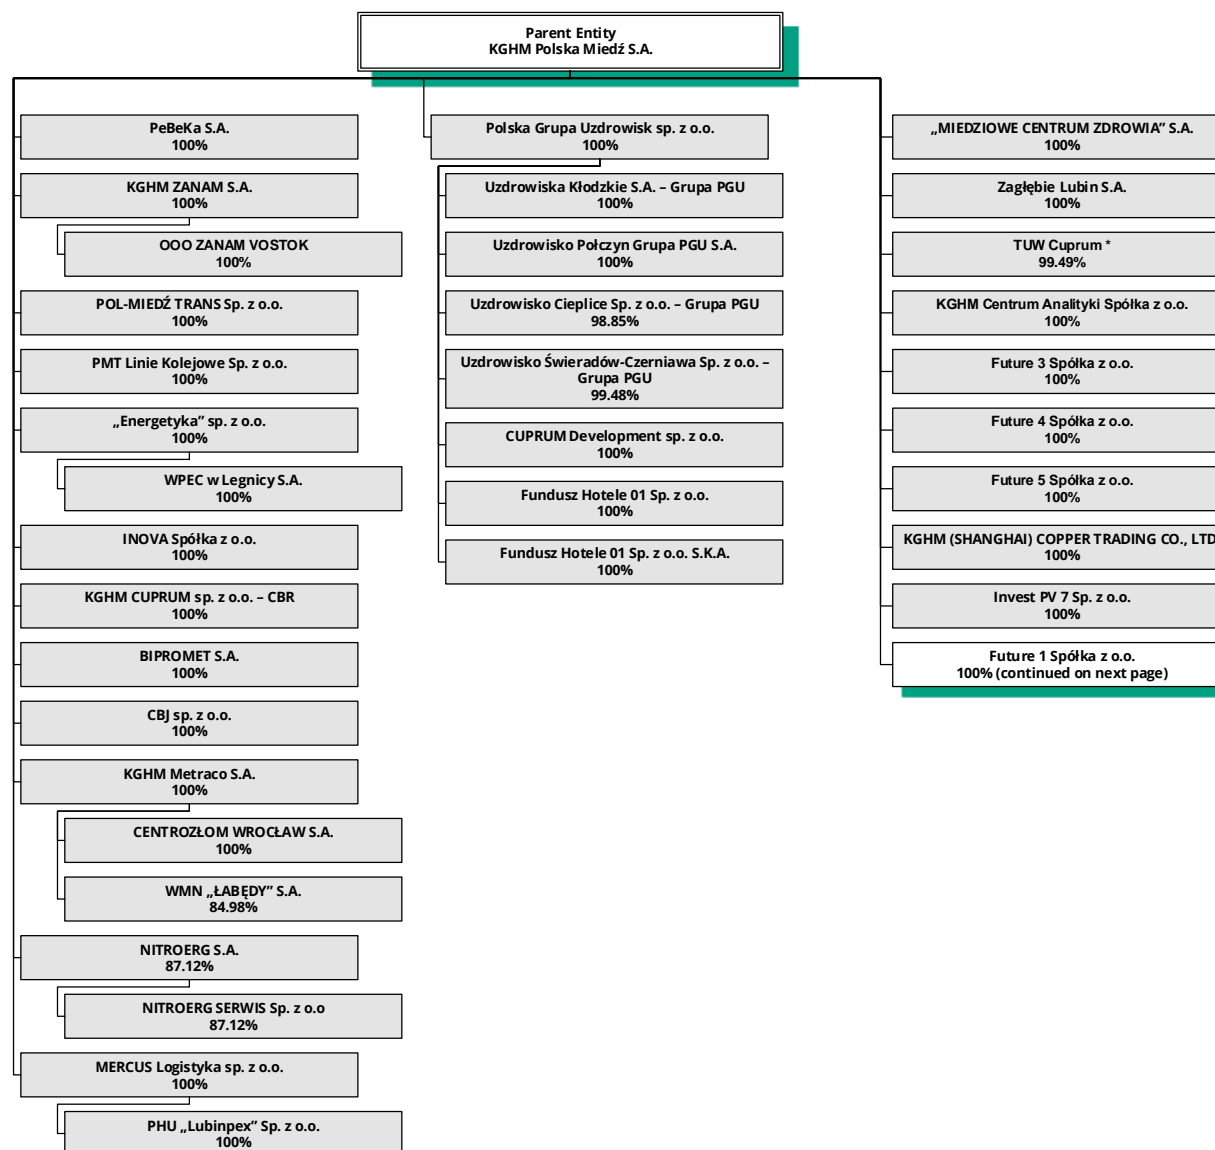 Parent Entity
KGHM Polska Miedź S.A.
PeBeKa S.A.
100%
KGHM ZANAM S.A.
100%
OOO ZANAM VOSTOK
100%
POL-MIEDŹ TRANS Sp. z o.o.
100%
PMT Linie Kolejowe Sp. z o.o.
100%
„Energetyka” sp. z o.o.
100%
WPEC w Legnicy S.A.
100%
INOVA Spółka z o.o.
100%
KGHM CUPRUM sp. z o.o. – CBR
100%
BIPROMET S.A.
100%
CBJ sp. z o.o.
100%
KGHM Metraco S.A.
100%
CENTROZŁOM WROCŁAW S.A.
100%
WMN „ŁABĘDY” S.A.
84.98%
NITROERG S.A.
87.12%
NITROERG SERWIS Sp. z o.o
87.12%
MERCUS Logistyka sp. z o.o.
100%
PHU „Lubinpex” Sp. z o.o.
100%
Polska Grupa Uzdrowisk sp. z o.o.
100%
Uzdrowiska Kłodzkie S.A. – Grupa PGU
100%
Uzdrowisko Połczyn Grupa PGU S.A.
100%
Uzdrowisko Cieplice Sp. z o.o. – Grupa PGU
98.85%
Uzdrowisko Świeradów-Czerniawa Sp. z o.o. –
Grupa PGU
99.48%
CUPRUM Development sp. z o.o.
100%
Fundusz Hotele 01 Sp. z o.o.
100%
Fundusz Hotele 01 Sp. z o.o. S.K.A.
100%
„MIEDZIOWE CENTRUM ZDROWIA” S.A.
100%
Zagłębie Lubin S.A.
100%
TUW Cuprum *
99.49%
KGHM Centrum Analityki Spółka z o.o.
100%
Future 3 Spółka z o.o.
100%
Future 4 Spółka z o.o.
100%
Future 5 Spółka z o.o.
100%
KGHM (SHANGHAI) COPPER TRADING CO., LTD
100%
Invest PV 7 Sp. z o.o.
100%
Future 1 Spółka z o.o.
100% (continued on next page)